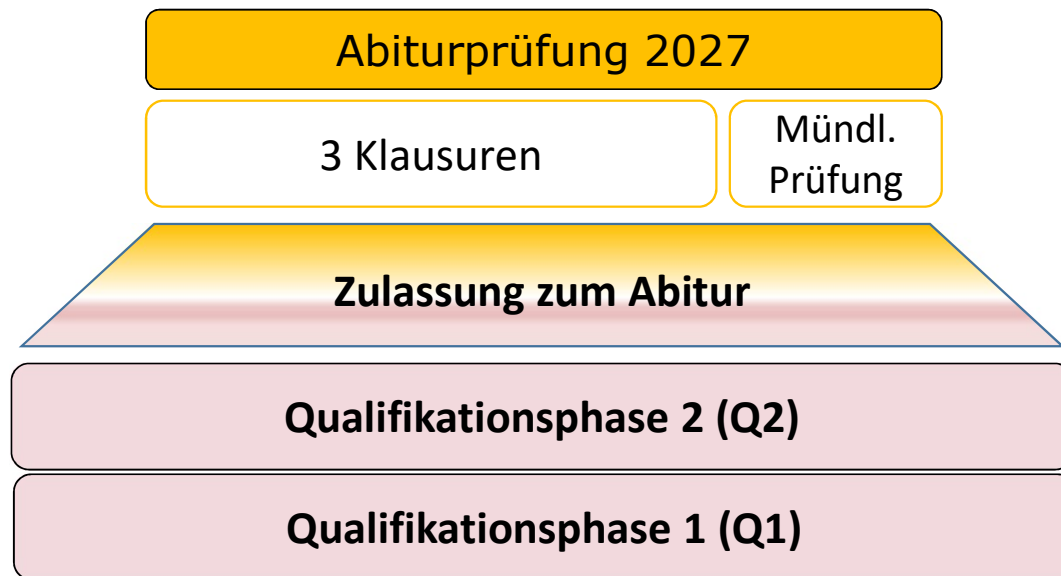 Abiturprüfung 2027
3 Klausuren
Mündl.
Prüfung
Zulassung zum Abitur
Qualifikationsphase 2 (Q2)
Qualifikationsphase 1 (Q1)